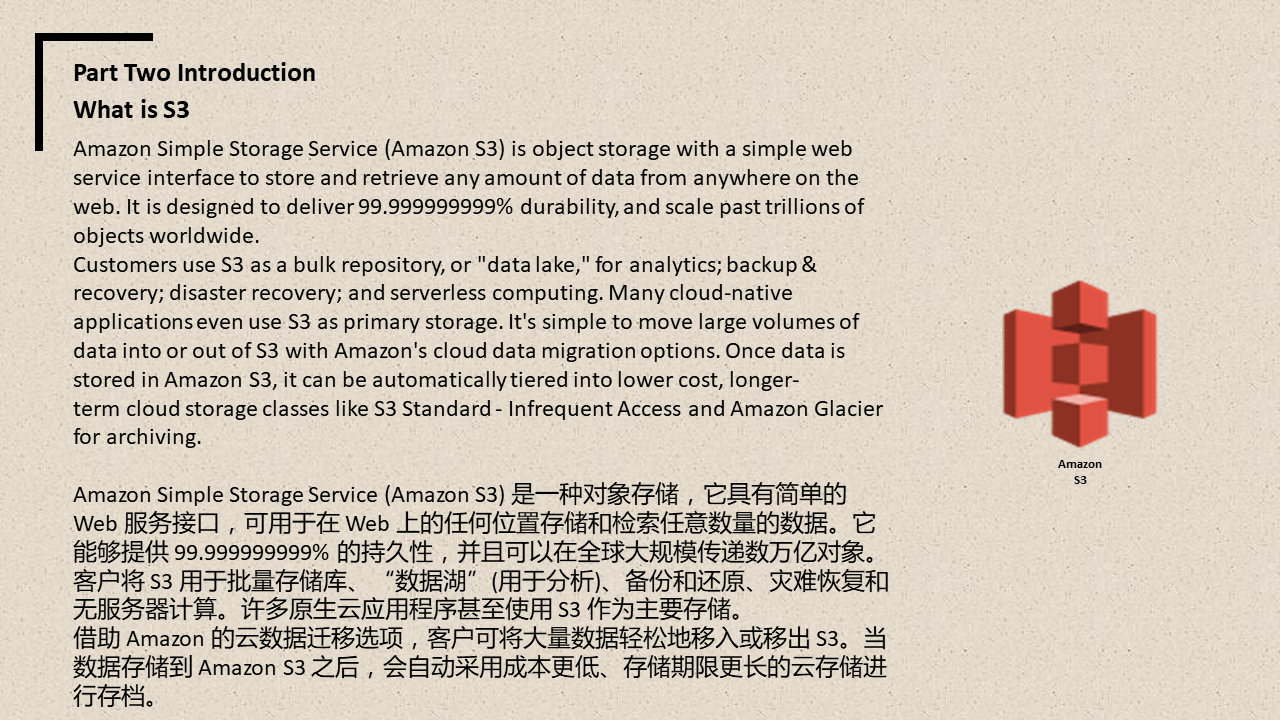 Part Two Introduction
What is S3
Amazon Simple Storage Service (Amazon S3) is object storage with a simple web
service interface to store and retrieve any amount of data from anywhere on the
web. It is designed to deliver 99.999999999% durability, and scale past trillions of
objects worldwide.
Customers use S3 as a bulk repository, or "data lake," for analytics; backup &
recovery; disaster recovery; and serverless computing. Many cloud-native
applications even use S3 as primary storage. It's simple to move large volumes of
data into or out of S3 with Amazon's cloud data migration options. Once data is
stored in Amazon S3, it can be automatically tiered into lower cost, longer-
term cloud storage classes like S3 Standard - Infrequent Access and Amazon Glacier
for archiving.
Amazon Simple Storage Service (Amazon S3) 是一种对象存储，它具有简单的
Web 服务接口，可用于在 Web 上的任何位置存储和检索任意数量的数据。它
能够提供 99.999999999% 的持久性，并且可以在全球大规模传递数万亿对象。
客户将 S3 用于批量存储库、“数据湖”(用于分析)、备份和还原、灾难恢复和
无服务器计算。许多原生云应用程序甚至使用 S3 作为主要存储。
借助 Amazon 的云数据迁移选项，客户可将大量数据轻松地移入或移出 S3。当
数据存储到 Amazon S3 之后，会自动采用成本更低、存储期限更长的云存储进
行存档。
Amazon
S3